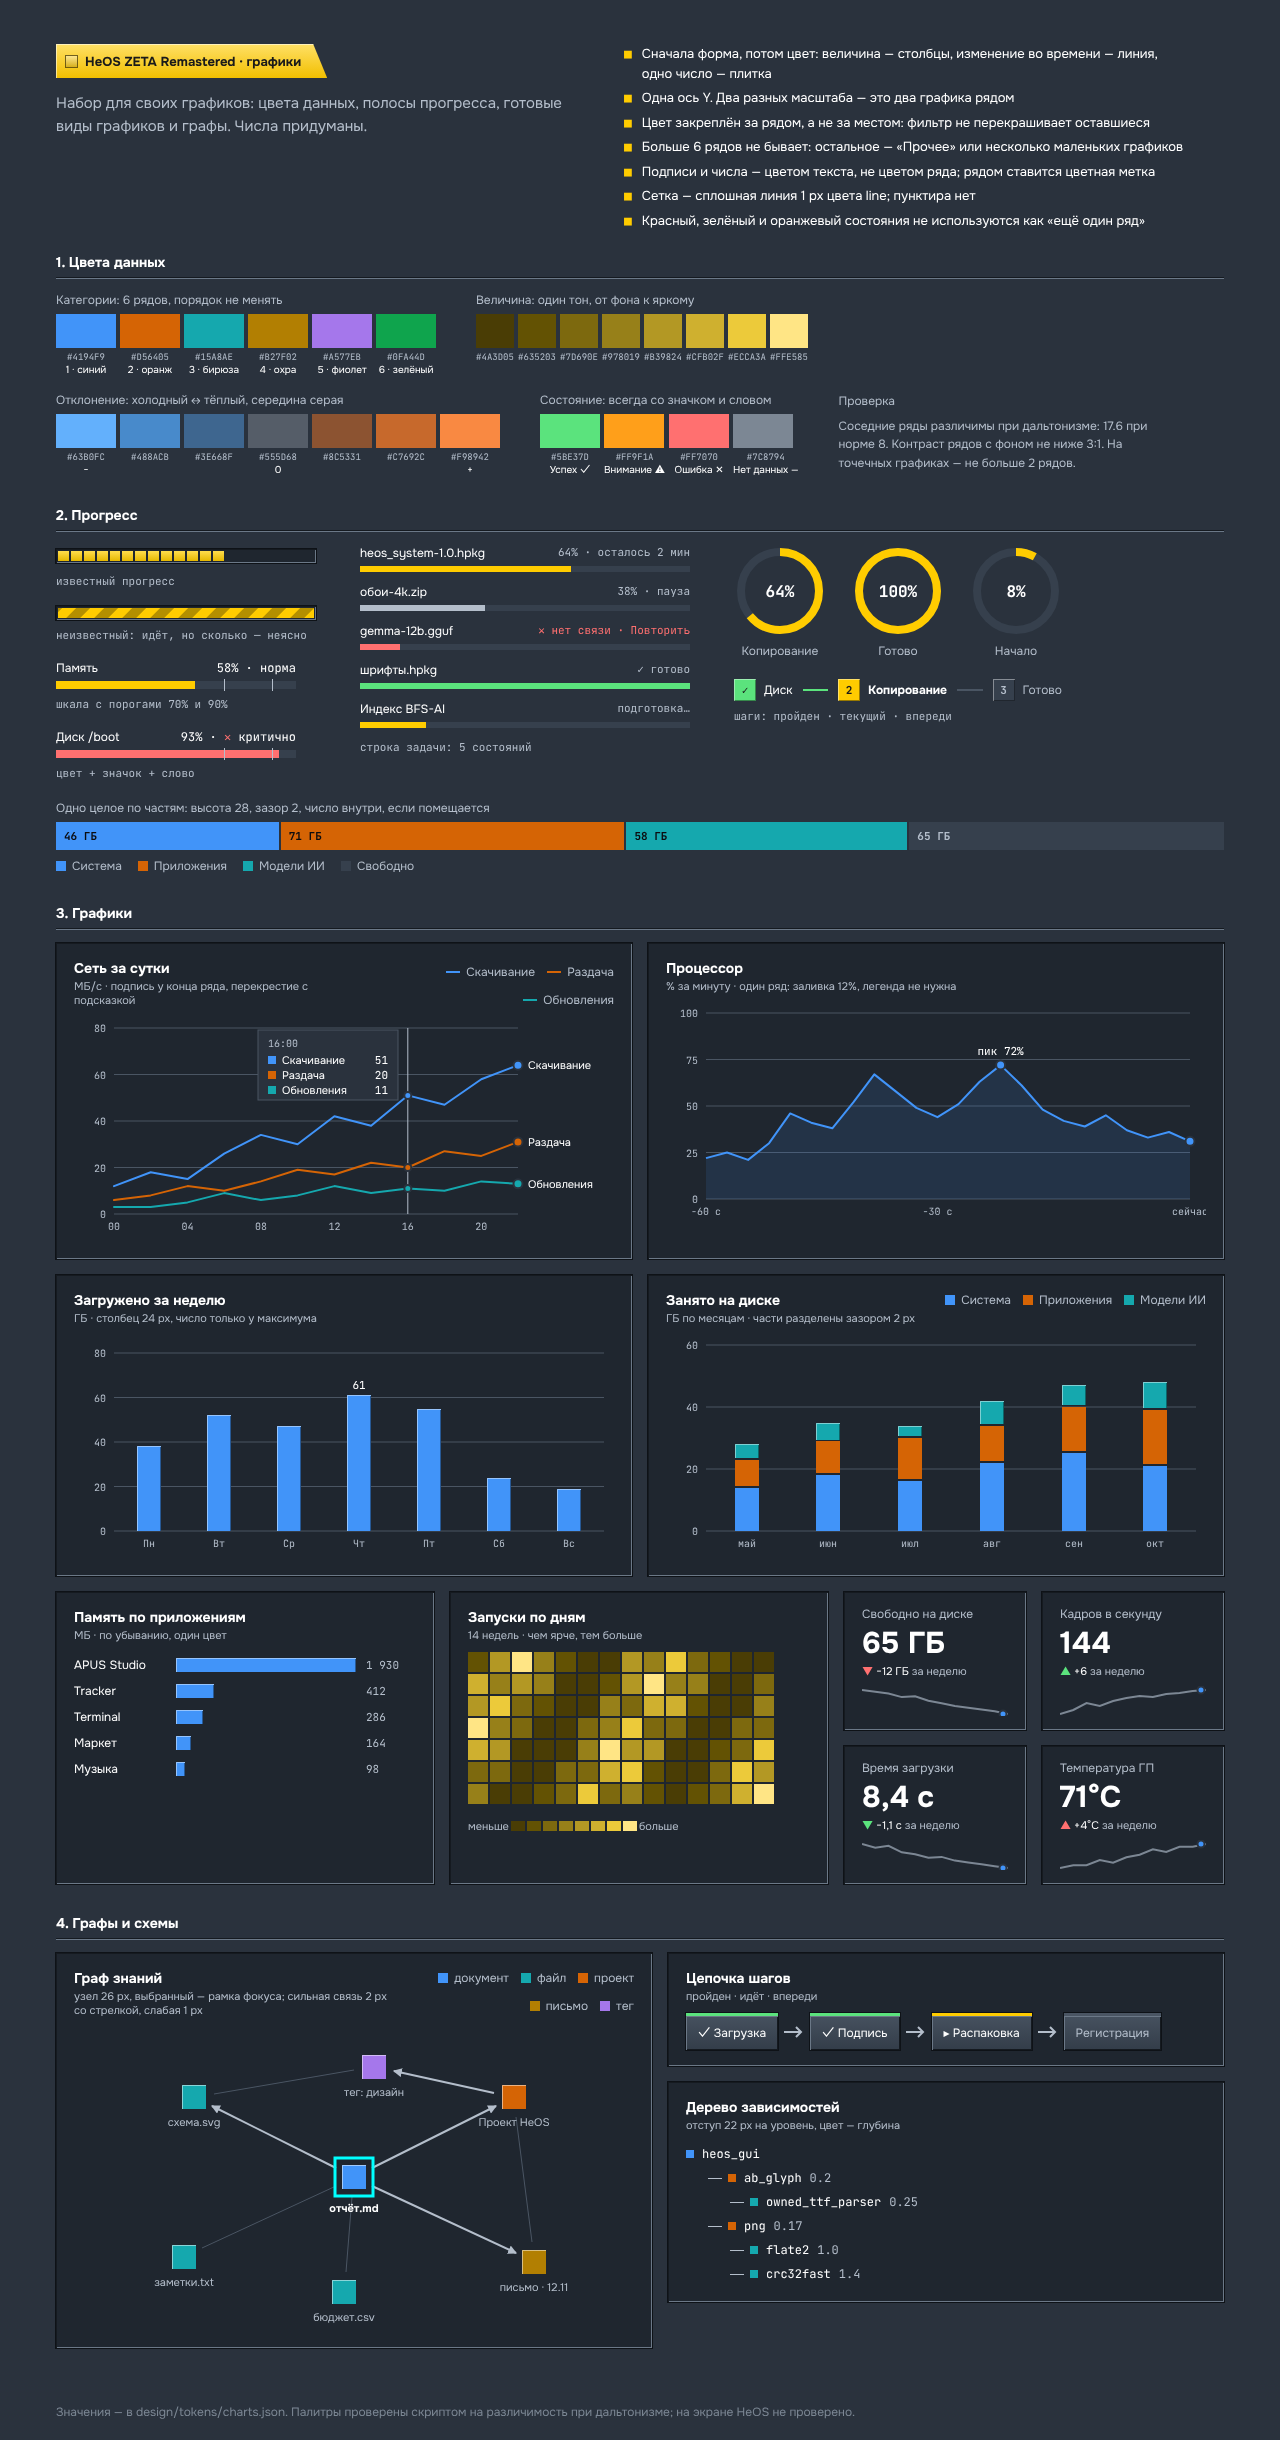 HeOS ZETA Remastered · графики
Набор для своих графиков: цвета данных, полосы прогресса, готовые
виды графиков и графы. Числа придуманы.
Сначала форма, потом цвет: величина — столбцы, изменение во времени — линия,
одно число — плитка
Одна ось Y. Два разных масштаба — это два графика рядом
Цвет закреплён за рядом, а не за местом: фильтр не перекрашивает оставшиеся
Больше 6 рядов не бывает: остальное — «Прочее» или несколько маленьких графиков
Подписи и числа — цветом текста, не цветом ряда; рядом ставится цветная метка
Сетка — сплошная линия 1 px цвета line; пунктира нет
Красный, зелёный и оранжевый состояния не используются как «ещё один ряд»
1. Цвета данных
Категории: 6 рядов, порядок не менять
#4194F9 #D56405 #15A8AE #B27F02 #A577EB #0FA44D
1 · синий 2 · оранж 3 · бирюза 4 · охра 5 · фиолет 6 · зелёный
Величина: один тон, от фона к яркому
#4A3D05 #635203 #7D690E #978019 #B39824 #CFB02F #ECCA3A #FFE585
Отклонение: холодный ↔ тёплый, середина серая
#63B0FC #488ACB #3E668F #555D68 #8C5331 #C7692C #F98942
− 0 +
Состояние: всегда со значком и словом
#5BE37D #FF9F1A #FF7070 #7C8794
Успех ✓ Внимание ▲ Ошибка ✕ Нет данных —
Проверка
Соседние ряды различимы при дальтонизме: 17.6 при
норме 8. Контраст рядов с фоном не ниже 3:1. На
точечных графиках — не больше 2 рядов.
2. Прогресс
известный прогресс
неизвестный: идёт, но сколько — неясно
Память 58% · норма
шкала с порогами 70% и 90%
Диск /boot 93% · ✕ критично
цвет + значок + слово
heos_system-1.0.hpkg 64% · осталось 2 мин
обои-4k.zip 38% · пауза
gemma-12b.gguf ✕ нет связи · Повторить
шрифты.hpkg ✓ готово
Индекс BFS-AI подготовка…
строка задачи: 5 состояний
64% 100% 8%
Копирование Готово Начало
✓ Диск 2 Копирование 3 Готово
шаги: пройден · текущий · впереди
Одно целое по частям: высота 28, зазор 2, число внутри, если помещается
46 ГБ 71 ГБ 58 ГБ 65 ГБ
Система Приложения Модели ИИ Свободно
3. Графики
Сеть за сутки
МБ/с · подпись у конца ряда, перекрестие с
подсказкой
Скачивание Раздача
Обновления
80
60
40
20
0
16:00
Скачивание 51
Раздача 20
Обновления 11
Скачивание
Раздача
Обновления
00 04 08 12 16 20
Процессор
% за минуту · один ряд: заливка 12%, легенда не нужна
100
75
50
25
0
пик 72%
-60 с -30 с сейчас
Загружено за неделю
ГБ · столбец 24 px, число только у максимума
80
60
40
20
0
61
Пн Вт Ср Чт Пт Сб Вс
Занято на диске
ГБ по месяцам · части разделены зазором 2 px
Система Приложения Модели ИИ
60
40
20
0
май июн июл авг сен окт
Память по приложениям
МБ · по убыванию, один цвет
APUS Studio 1 930
Tracker 412
Terminal 286
Маркет 164
Музыка 98
Запуски по дням
14 недель · чем ярче, тем больше
меньше больше
Свободно на диске
65 ГБ
▼ −12 ГБ за неделю
Кадров в секунду
144
▲ +6 за неделю
Время загрузки
8,4 с
▼ −1,1 с за неделю
Температура ГП
71°C
▲ +4°C за неделю
4. Графы и схемы
Граф знаний
узел 26 px, выбранный — рамка фокуса; сильная связь 2 px
со стрелкой, слабая 1 px
документ файл проект
письмо тег
тег: дизайн
схема.svg
Проект HeOS
отчёт.md
заметки.txt
письмо · 12.11
бюджет.csv
Цепочка шагов
пройден · идёт · впереди
✓ Загрузка → ✓ Подпись → ▸ Распаковка → Регистрация
Дерево зависимостей
отступ 22 px на уровень, цвет — глубина
heos_gui
ab_glyph 0.2
owned_ttf_parser 0.25
png 0.17
flate2 1.0
crc32fast 1.4
Значения — в design/tokens/charts.json. Палитры проверены скриптом на различимость при дальтонизме; на экране HeOS не проверено.